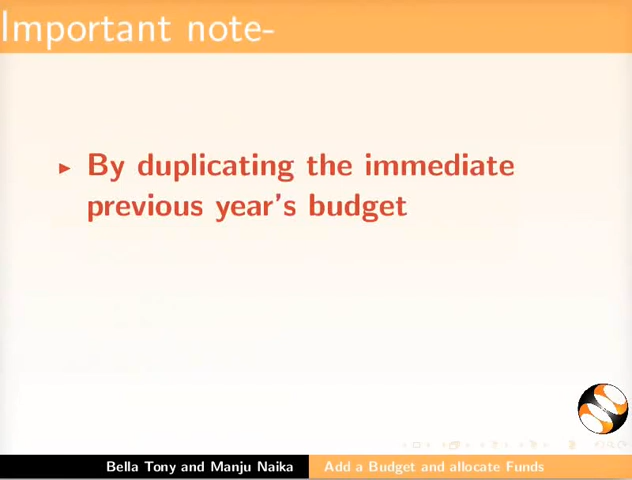 Important note-
By duplicating the immediate
previous year's budget
Bella Tony and Manju Naika
Add a Budget and allocate Funds